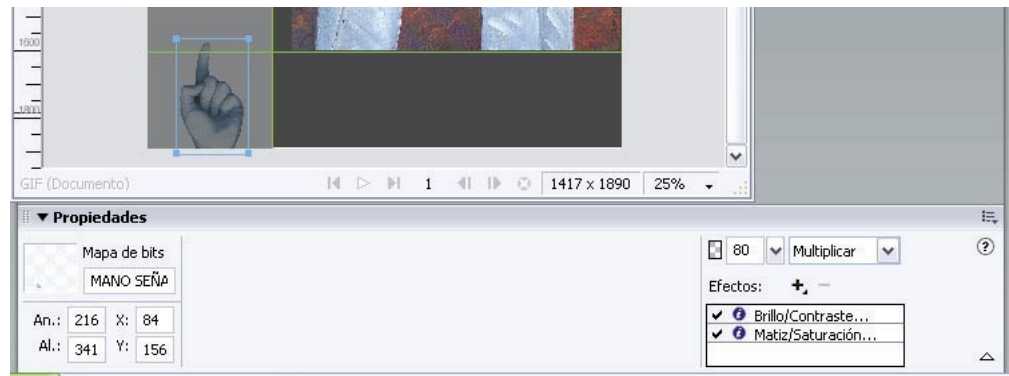 1600
1800
GIF (Documento) 1 1417 x 1890 25%
Propiedades
Mapa de bits
MANO SEÑA
80 Multiplicar
Efectos:
An.: 216 X: 84
Al.: 341 Y: 156
Brillo/Contraste...
Matiz/Saturación...